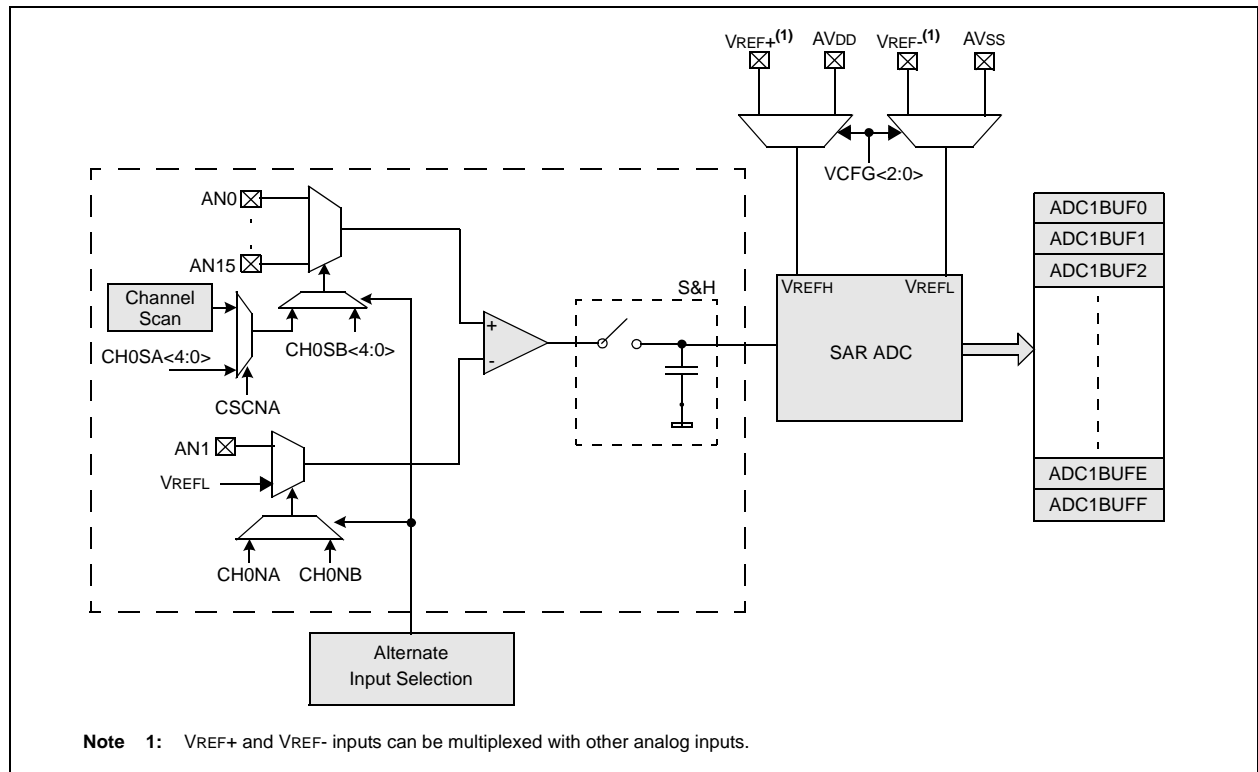 VREF+(1) AVDD VREF-(1) AVSS
VCFG<2:0>
AN0
AN15
Channel
Scan
CH0SA<4:0>
CH0SB<4:0>
CSCNA
AN1
VREFL
CH0NA CH0NB
+
-
S&H
VREFH VREFL
SAR ADC
ADC1BUF0
ADC1BUF1
ADC1BUF2
ADC1BUFE
ADC1BUFF
Alternate
Input Selection
Note 1: VREF+ and VREF- inputs can be multiplexed with other analog inputs.